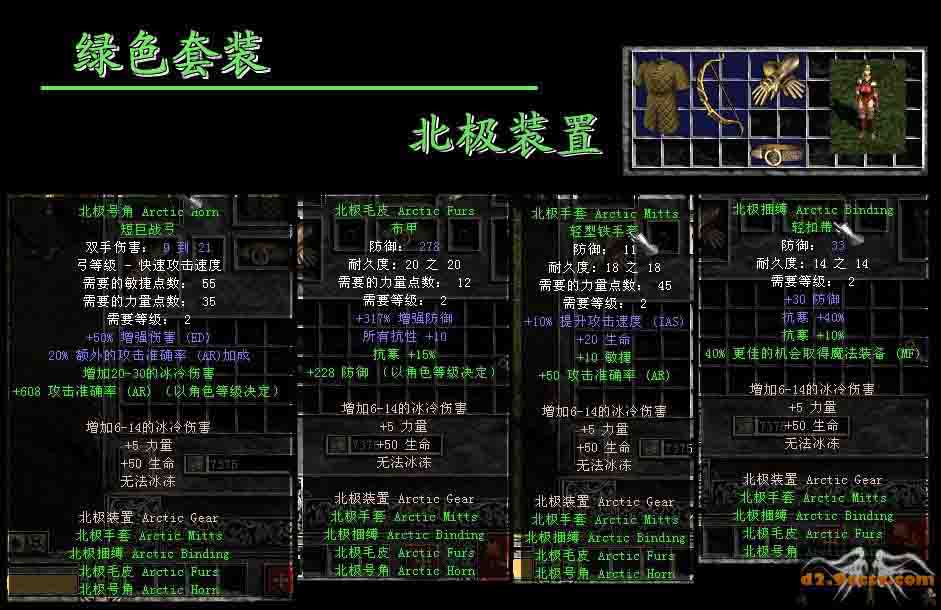 绿色套装
北极装置
北极号角 Arctic Horn
短巨战弓
双手伤害: 9 到 21
弓等级 - 快速攻击速度
需要的敏捷点数: 55
需要的力量点数: 35
需要等级: 2
+50% 增强伤害 (ED)
20% 额外的攻击准确率 (AR)加成
增加20-30的冰冷伤害
+608 攻击准确率 (AR) (以角色等级决定)
增加6-14的冰冷伤害
+5 力量
+50 生命
无法冰冻
7375
北极装置 Arctic Gear
北极手套 Arctic Mitts
北极捆缚 Arctic Binding
北极毛皮 Arctic Furs
北极号角 Arctic Horn
北极毛皮 Arctic Furs
布甲
防御: 278
耐久度: 20 之 20
需要的力量点数: 12
需要等级: 2
+317% 增强防御
所有抗性 +10
抗寒 +15%
+228 防御 (以角色等级决定)
增加6-14的冰冷伤害
+5 力量
+50 生命
无法冰冻
北极装置 Arctic Gear
北极手套 Arctic Mitts
北极捆缚 Arctic Binding
北极毛皮 Arctic Furs
北极号角 Arctic Horn
北极手套 Arctic Mitts
轻型铁手套
防御: 11
耐久度: 18 之 18
需要的力量点数: 45
需要等级: 2
+10% 提升攻击速度 (IAS)
+20 生命
+10 敏捷
+50 攻击准确率 (AR)
增加6-14的冰冷伤害
+5 力量
+50 生命
无法冰冻
7375
北极装置 Arctic Gear
北极手套 Arctic Mitts
北极捆缚 Arctic Binding
北极毛皮 Arctic Furs
北极号角 Arctic Horn
北极捆缚 Arctic Binding
轻扣带
防御: 33
耐久度: 14 之 14
需要等级: 2
+30 防御
抗寒 +40%
抗寒 +10%
40% 更佳的机会取得魔法装备 (MF)
增加6-14的冰冷伤害
+5 力量
+50 生命
无法冰冻
北极装置 Arctic Gear
北极手套 Arctic Mitts
北极捆缚 Arctic Binding
北极毛皮 Arctic Furs
北极号角